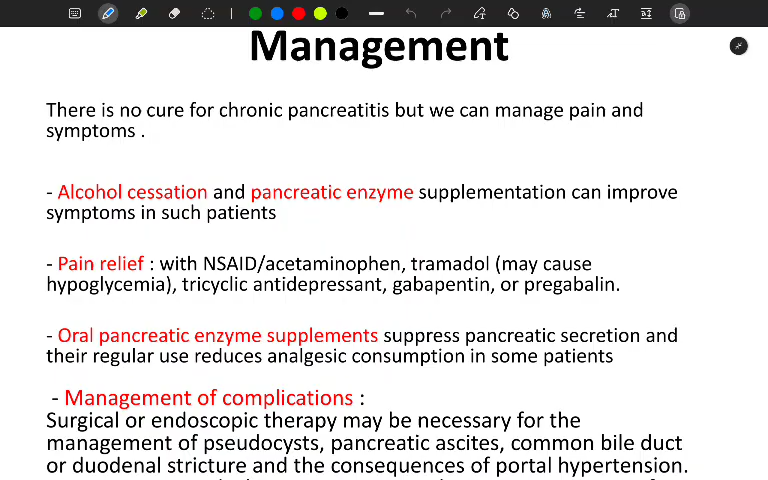 Management
There is no cure for chronic pancreatitis but we can manage pain and
symptoms .
- Alcohol cessation and pancreatic enzyme supplementation can improve
symptoms in such patients
- Pain relief : with NSAID/acetaminophen, tramadol (may cause
hypoglycemia), tricyclic antidepressant, gabapentin, or pregabalin.
- Oral pancreatic enzyme supplements suppress pancreatic secretion and
their regular use reduces analgesic consumption in some patients
- Management of complications :
Surgical or endoscopic therapy may be necessary for the
management of pseudocysts, pancreatic ascites, common bile duct
or duodenal stricture and the consequences of portal hypertension.